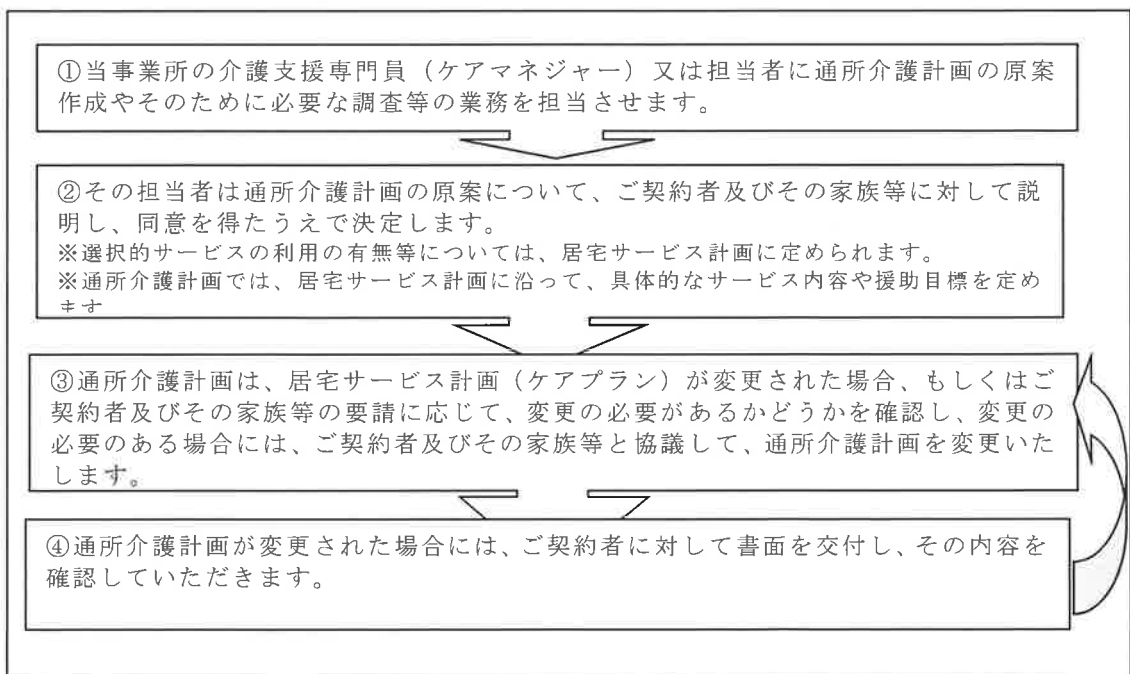 ①当事業所の介護支援専門員（ケアマネジャー）又は担当者に通所介護計画の原案
作成やそのために必要な調査等の業務を担当させます。
②その担当者は通所介護計画の原案について、ご契約者及びその家族等に対して説
明し、同意を得たうえで決定します。
※選択的サービスの利用の有無等については、居宅サービス計画に定められます。
※通所介護計画では、居宅サービス計画に沿って、具体的なサービス内容や援助目標を定め
ます
③通所介護計画は、居宅サービス計画（ケアプラン）が変更された場合、もしくはご
契約者及びその家族等の要請に応じて、変更の必要があるかどうかを確認し、変更の
必要のある場合には、ご契約者及びその家族等と協議して、通所介護計画を変更いた
します。
④通所介護計画が変更された場合には、ご契約者に対して書面を交付し、その内容を
確認していただきます。